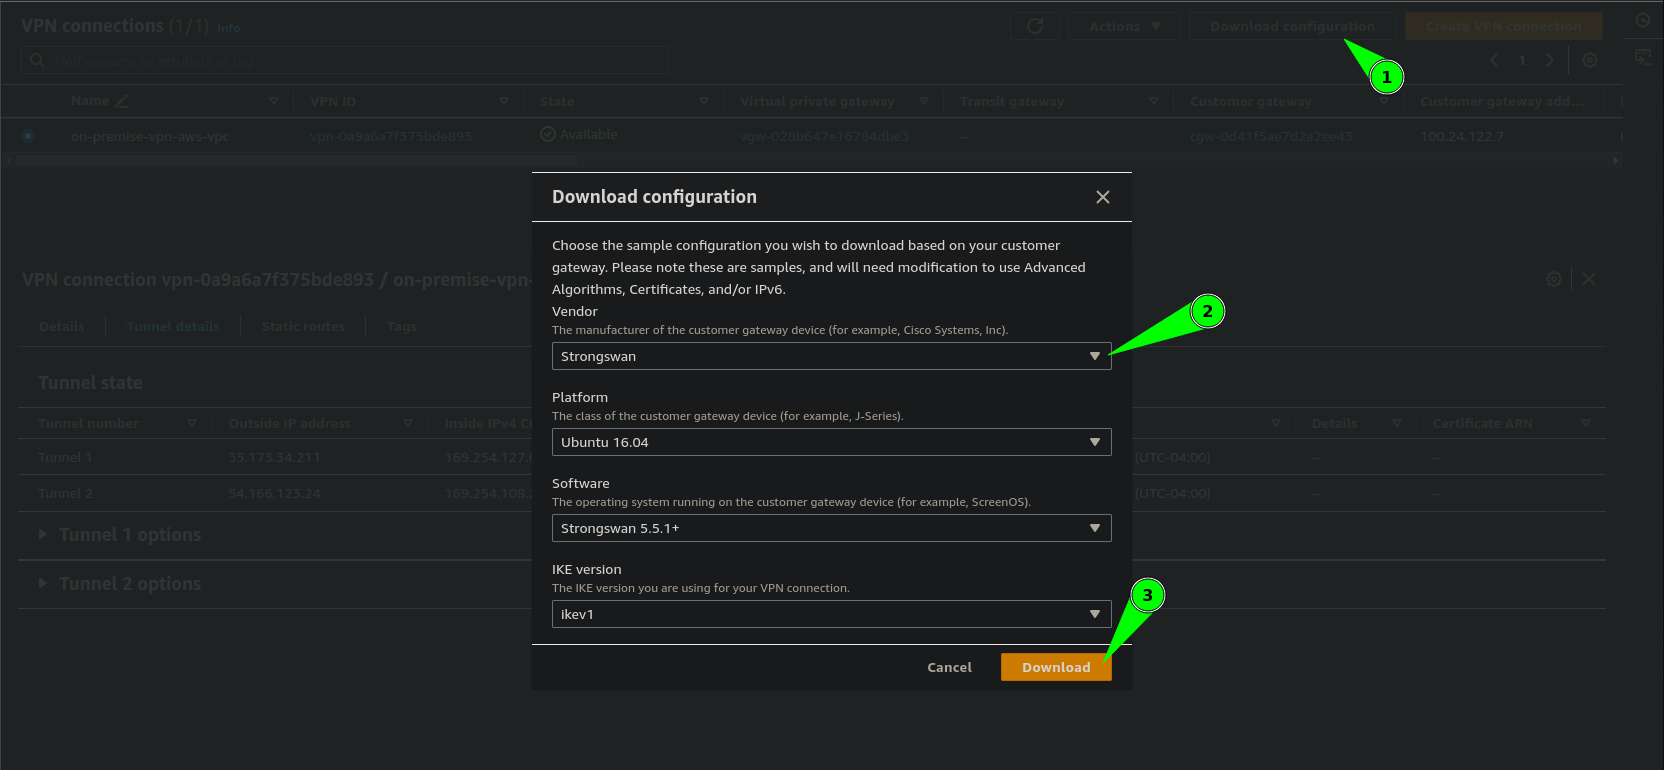 VPN connections (1/1) Info
Actions
Download configuration
Create VPN connection
Find resource by attribute or tag
1
1
Name VPN ID State Virtual private gateway Transit gateway Customer gateway Customer gateway add...
on-premise-vpn-aws-vpc vpn-0a9a6a7f375bde893 Available vgw-028b647e16784dbe3 – cgw-0d41f5ae7d2a2ee43 100.24.122.7
Download configuration
Choose the sample configuration you wish to download based on your customer
gateway. Please note these are samples, and will need modification to use Advanced
Algorithms, Certificates, and/or IPv6.
Vendor
The manufacturer of the customer gateway device (for example, Cisco Systems, Inc).
Strongswan
2
Platform
The class of the customer gateway device (for example, J-Series).
Ubuntu 16.04
Software
The operating system running on the customer gateway device (for example, ScreenOS).
Strongswan 5.5.1+
IKE version
The IKE version you are using for your VPN connection.
ikev1
3
Cancel
Download
VPN connection vpn-0a9a6a7f375bde893 / on-premise-vpn-
Details Tunnel details Static routes Tags
Tunnel state
Tunnel number Outside IP address Inside IPv4 CI Details Certificate ARN
Tunnel 1 35.173.54.211 169.254.127. (UTC-04:00) – –
Tunnel 2 54.166.123.24 169.254.108. (UTC-04:00) – –
Tunnel 1 options
Tunnel 2 options